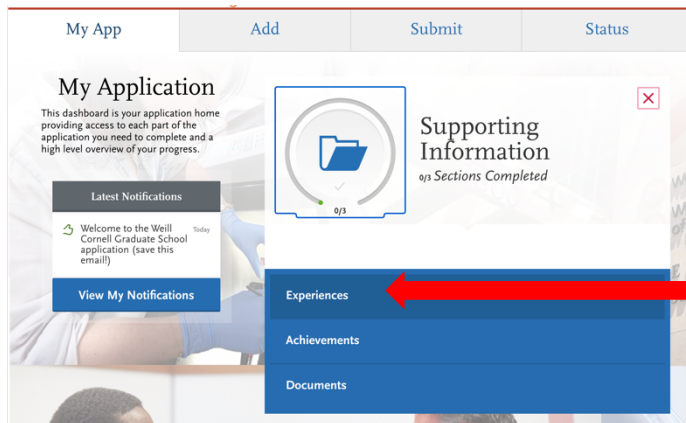 My App
Add
Submit
Status
My Application
This dashboard is your application home
providing access to each part of the
application you need to complete and a
high level overview of your progress.
Latest Notifications
Welcome to the Weill
Cornell Graduate School
application (save this
email!)
Today
View My Notifications
0/3
Supporting
Information
0/3 Sections Completed
Experiences
Achievements
Documents